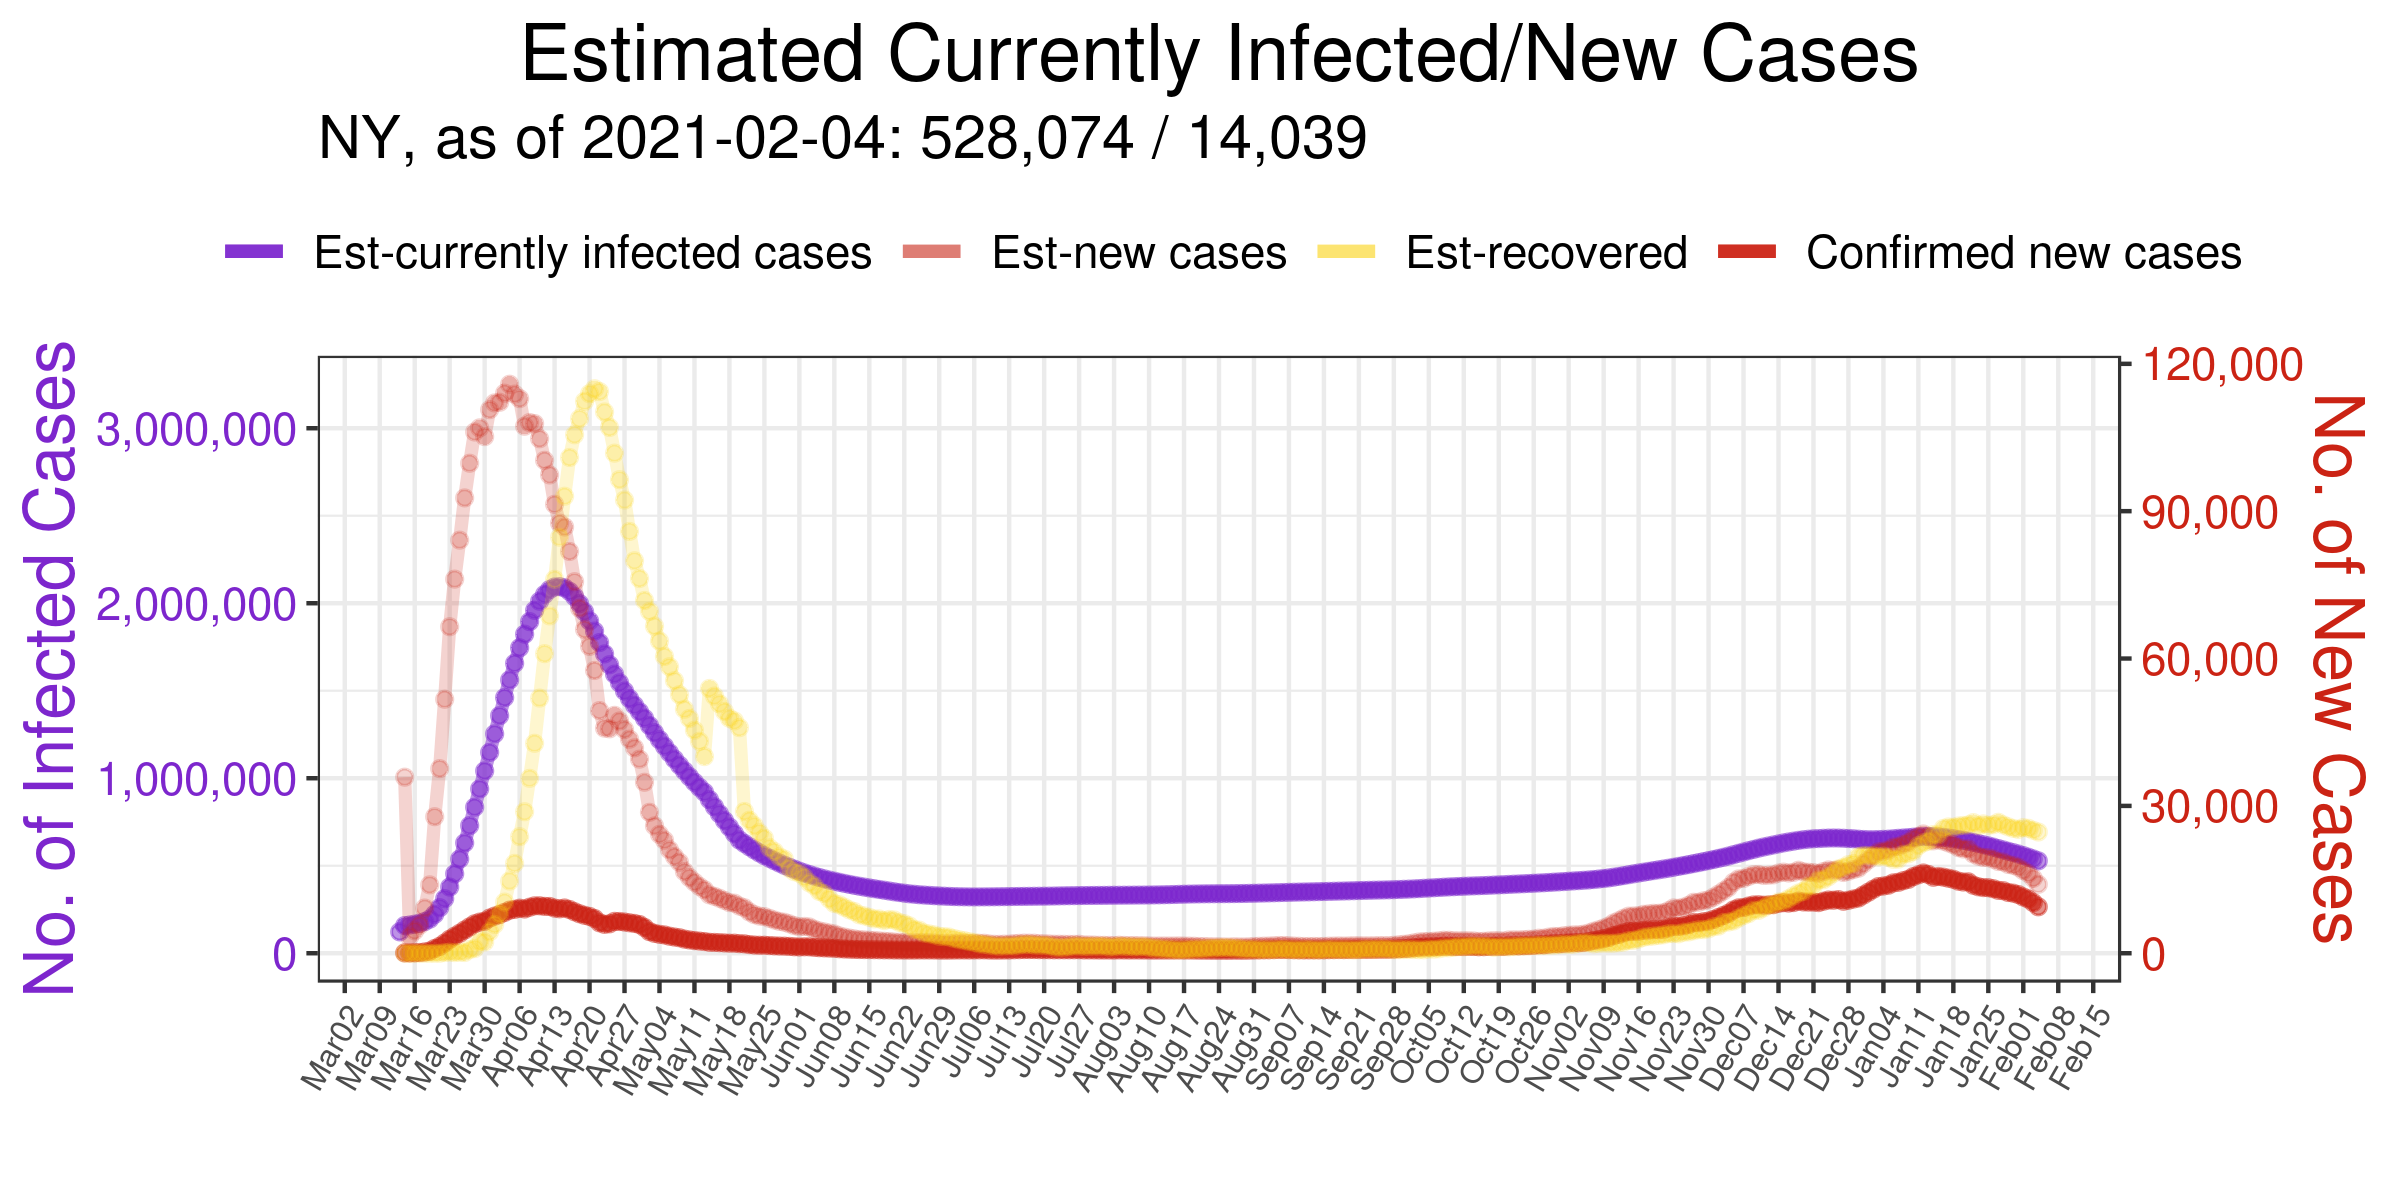 Estimated Currently Infected/New Cases
NY, as of 2021-02-04: 528,074 / 14,039
Est-currently infected cases Est-new cases Est-recovered Confirmed new cases
No. of Infected Cases
3,000,000
2,000,000
1,000,000
0
120,000
90,000
60,000
30,000
0
No. of New Cases
Mar02 Mar09 Mar16 Mar23 Mar30 Apr06 Apr13 Apr20 Apr27 May04 May11 May18 May25 Jun01 Jun08 Jun15 Jun22 Jun29 Jul06 Jul13 Jul20 Jul27 Aug03 Aug10 Aug17 Aug24 Aug31 Sep07 Sep14 Sep21 Sep28 Oct05 Oct12 Oct19 Oct26 Nov02 Nov09 Nov16 Nov23 Nov30 Dec07 Dec14 Dec21 Dec28 Jan04 Jan11 Jan18 Jan25 Feb01 Feb08 Feb15